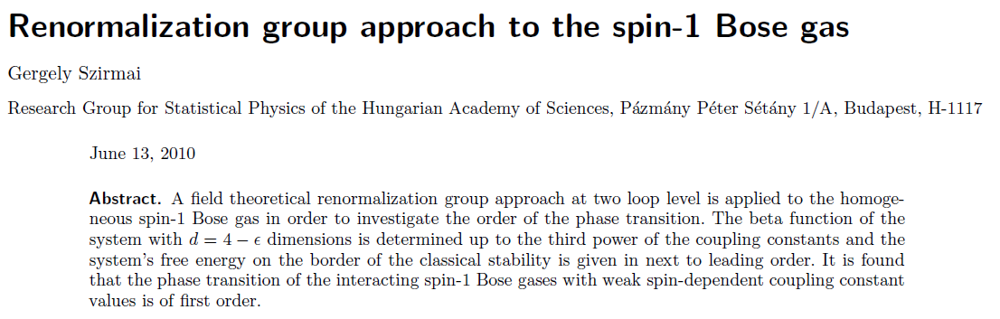 Renormalization group approach to the spin-1 Bose gas
Gergely Szirmai
Research Group for Statistical Physics of the Hungarian Academy of Sciences, Pázmány Péter Sétány 1/A, Budapest, H-1117
June 13, 2010
Abstract. A field theoretical renormalization group approach at two loop level is applied to the homoge-
neous spin-1 Bose gas in order to investigate the order of the phase transition. The beta function of the
system with d = 4 − ϵ dimensions is determined up to the third power of the coupling constants and the
system's free energy on the border of the classical stability is given in next to leading order. It is found
that the phase transition of the interacting spin-1 Bose gases with weak spin-dependent coupling constant
values is of first order.